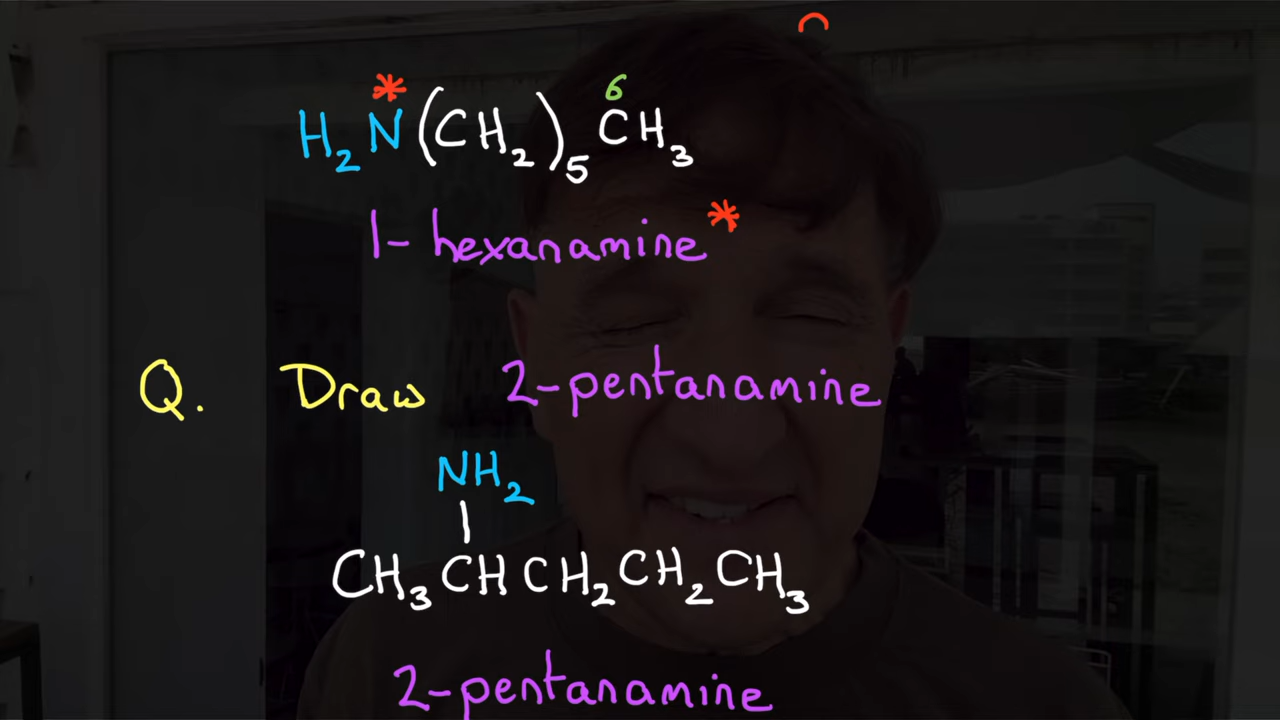 6
H₂N(CH₂)₅CH₃
1-hexanamine*
Q. Draw 2-pentanamine
NH₂
CH₃CHCH₂CH₂CH₃
2-pentanamine